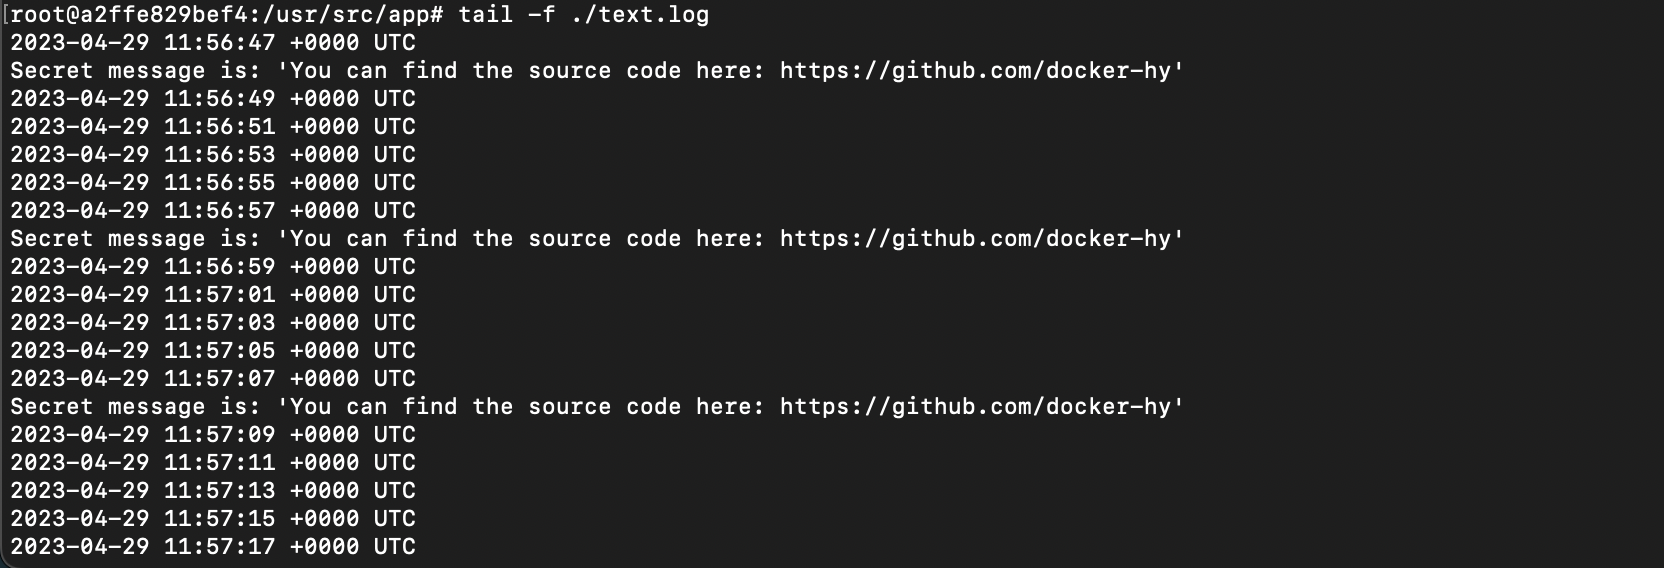 [root@a2ffe829bef4:/usr/src/app# tail -f ./text.log
2023-04-29 11:56:47 +0000 UTC
Secret message is: 'You can find the source code here: https://github.com/docker-hy'
2023-04-29 11:56:49 +0000 UTC
2023-04-29 11:56:51 +0000 UTC
2023-04-29 11:56:53 +0000 UTC
2023-04-29 11:56:55 +0000 UTC
2023-04-29 11:56:57 +0000 UTC
Secret message is: 'You can find the source code here: https://github.com/docker-hy'
2023-04-29 11:56:59 +0000 UTC
2023-04-29 11:57:01 +0000 UTC
2023-04-29 11:57:03 +0000 UTC
2023-04-29 11:57:05 +0000 UTC
2023-04-29 11:57:07 +0000 UTC
Secret message is: 'You can find the source code here: https://github.com/docker-hy'
2023-04-29 11:57:09 +0000 UTC
2023-04-29 11:57:11 +0000 UTC
2023-04-29 11:57:13 +0000 UTC
2023-04-29 11:57:15 +0000 UTC
2023-04-29 11:57:17 +0000 UTC